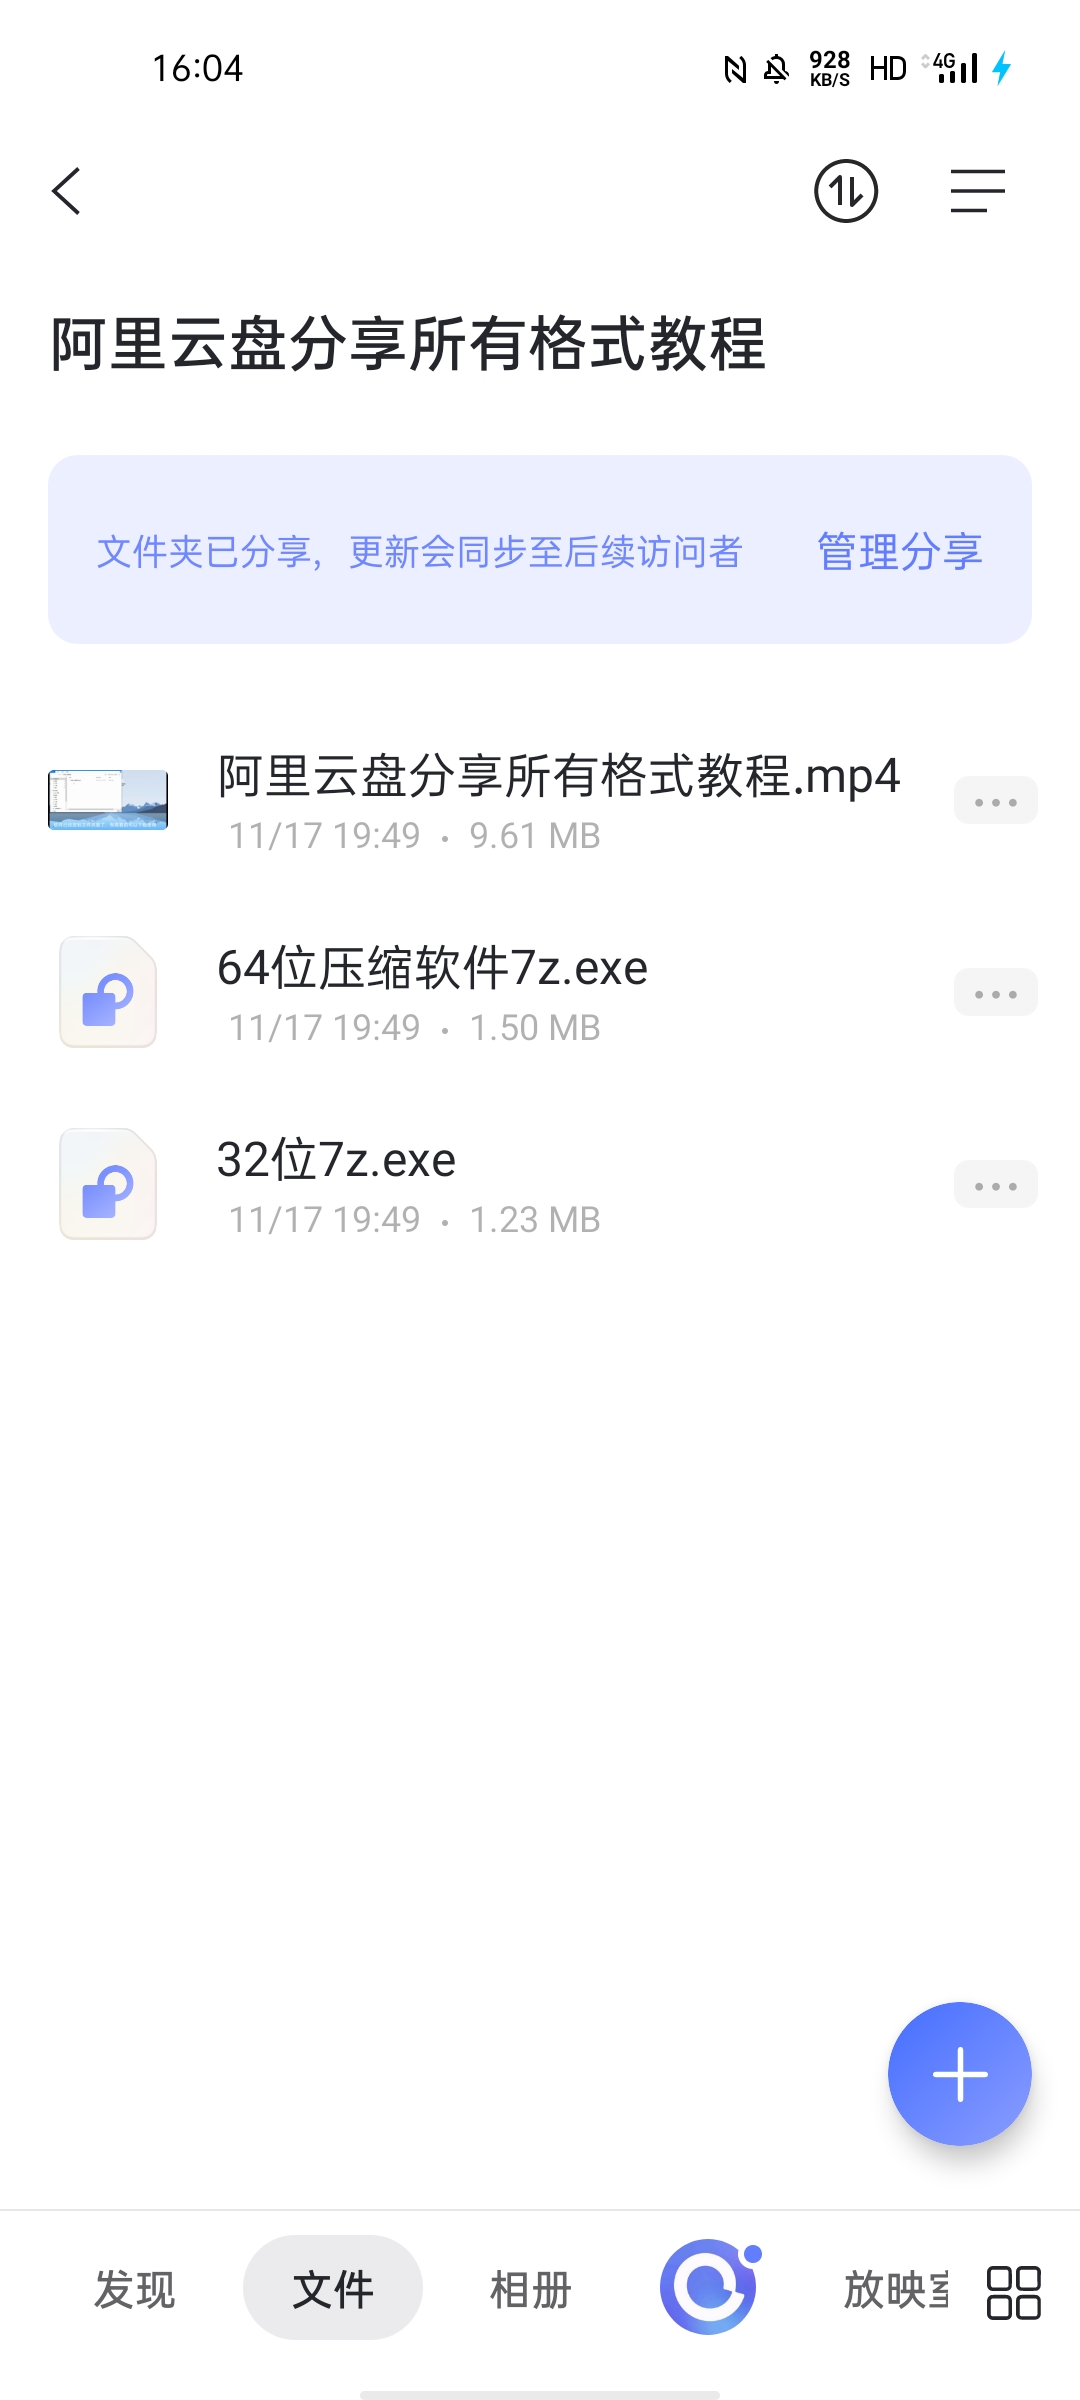 16:04
928
KB/S
HD
4G
阿里云盘分享所有格式教程
文件夹已分享，更新会同步至后续访问者
管理分享
阿里云盘分享所有格式教程.mp4
11/17 19:49 · 9.61 MB
64位压缩软件7z.exe
11/17 19:49 · 1.50 MB
32位7z.exe
11/17 19:49 · 1.23 MB
发现
文件
相册
放映